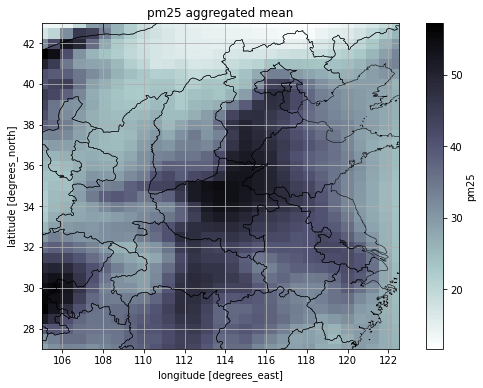 pm25 aggregated mean
42
40
38
36
34
32
30
28
latitude [degrees_north]
106 108 110 112 114 116 118 120 122
longitude [degrees_east]
50
40
30
20
pm25